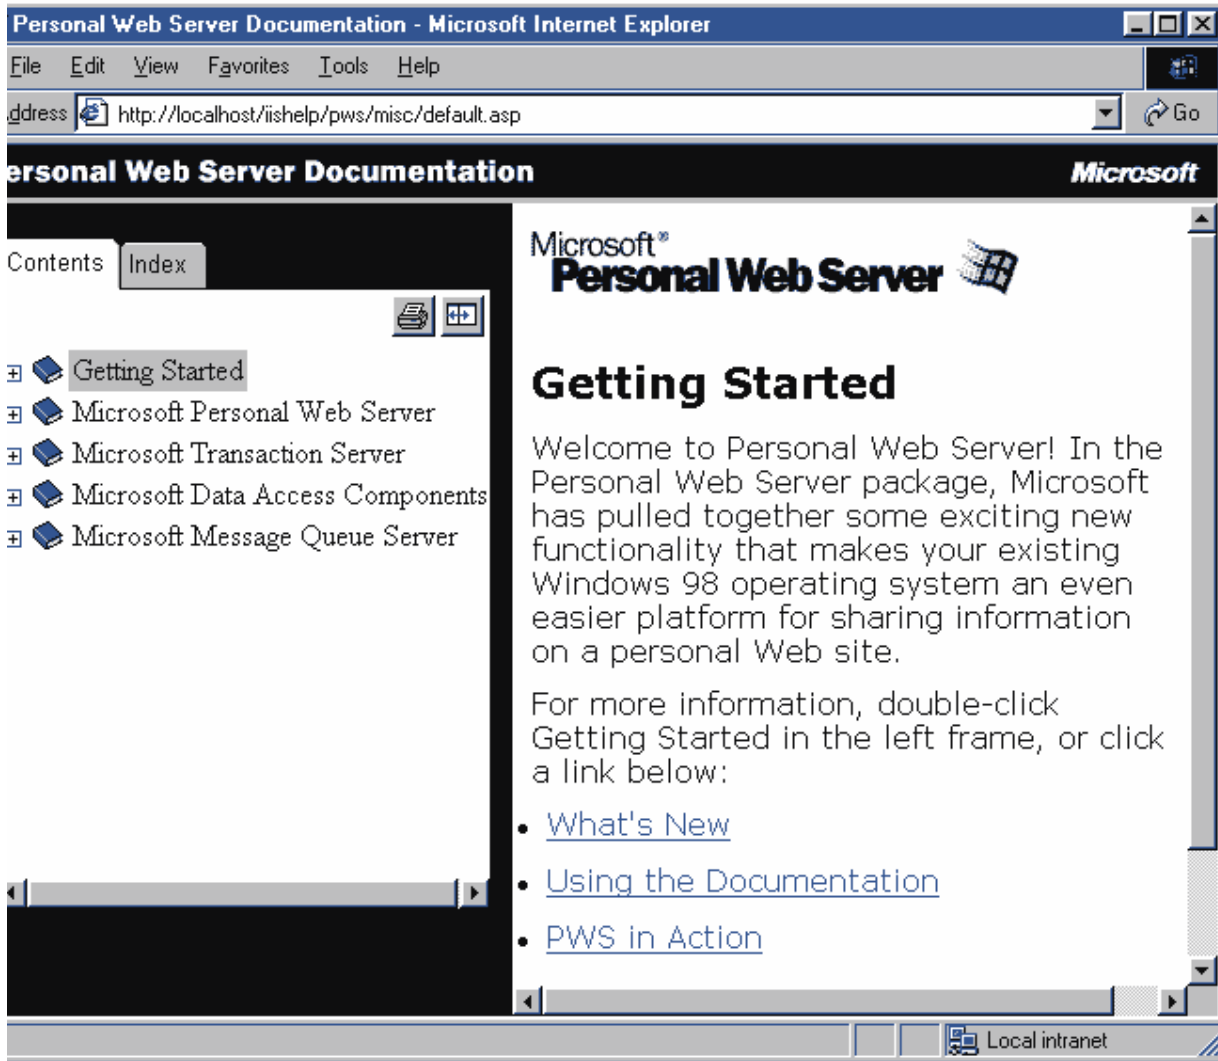 Personal Web Server Documentation - Microsoft Internet Explorer
File Edit View Favorites Tools Help
ddress http://localhost/iishelp/pws/misc/default.asp Go
ersonal Web Server Documentation Microsoft
Contents Index
Getting Started
Microsoft Personal Web Server
Microsoft Transaction Server
Microsoft Data Access Components
Microsoft Message Queue Server
Microsoft®
Personal Web Server
Getting Started
Welcome to Personal Web Server! In the
Personal Web Server package, Microsoft
has pulled together some exciting new
functionality that makes your existing
Windows 98 operating system an even
easier platform for sharing information
on a personal Web site.
For more information, double-click
Getting Started in the left frame, or click
a link below:
• What's New
• Using the Documentation
• PWS in Action
Local intranet